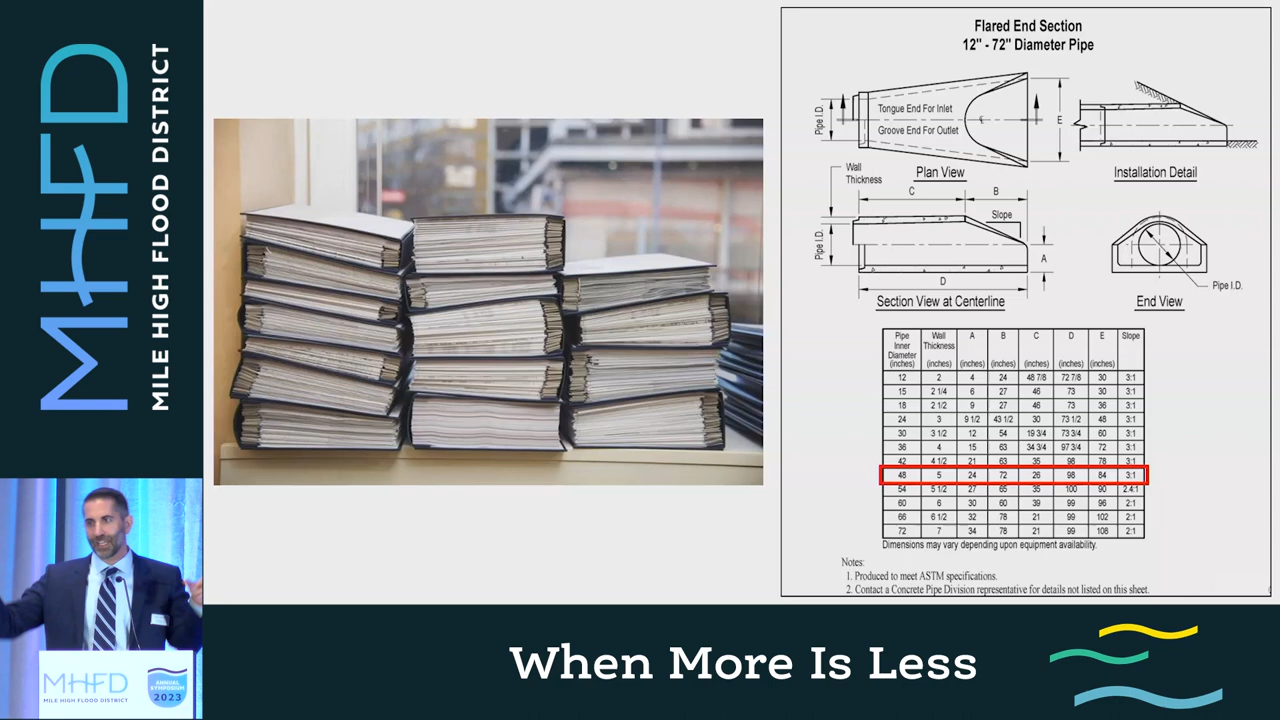 MHFD
MILE HIGH FLOOD DISTRICT
Flared End Section
12" - 72" Diameter Pipe
Pipe I.D.
Tongue End For Inlet
Groove End For Outlet
E
Wall
Thickness
Plan View
Installation Detail
C
B
Slope
Pipe I.D.
A
D
Pipe I.D.
Section View at Centerline
End View
Pipe Inner Diameter (inches) Wall Thickness (inches) A (inches) B (inches) C (inches) D (inches) E (inches) Slope
12 2 4 24 48 7/8 72 7/8 30 3:1
15 2 1/4 6 27 46 73 30 3:1
18 2 1/2 9 27 46 73 36 3:1
24 3 9 1/2 43 1/2 30 73 1/2 48 3:1
30 3 1/2 12 54 19 3/4 73 3/4 60 3:1
36 4 15 63 34 3/4 97 3/4 72 3:1
42 4 1/2 21 63 35 98 78 3:1
48 5 24 72 26 98 84 3:1
54 5 1/2 27 65 35 100 90 2.4:1
60 6 30 60 39 99 96 2:1
66 6 1/2 32 78 21 99 102 2:1
72 7 34 78 21 99 108 2:1
Dimensions may vary depending upon equipment availability.
Notes:
1. Produced to meet ASTM specifications.
2. Contact a Concrete Pipe Division representative for details not listed on this sheet.
MHFD
MILE HIGH FLOOD DISTRICT
ANNUAL
SYMPOSIUM
2023
When More Is Less